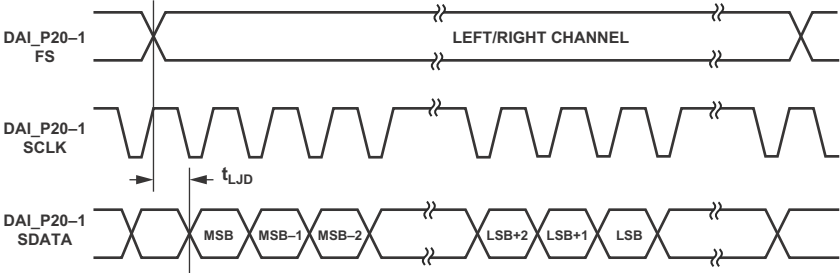 DAI_P20–1
FS
LEFT/RIGHT CHANNEL
DAI_P20–1
SCLK
tLJD
DAI_P20–1
SDATA
MSB
MSB–1
MSB–2
LSB+2
LSB+1
LSB